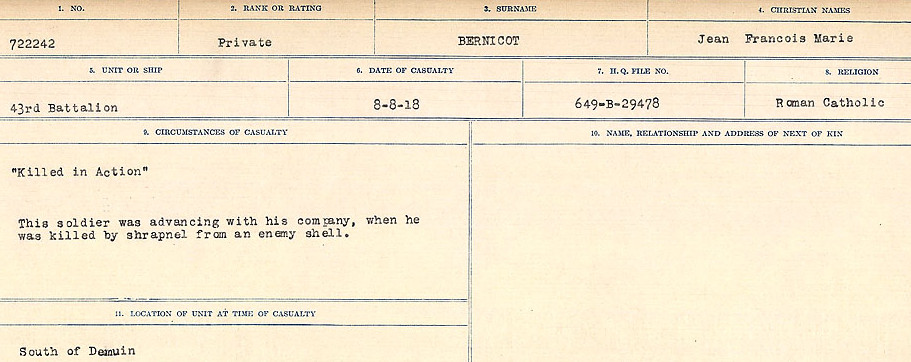 1. NO.
2. RANK OR RATING
3. SURNAME
4. CHRISTIAN NAMES
722242
Private
BERNICOT
Jean Francois Marie
5. UNIT OR SHIP
6. DATE OF CASUALTY
7. H.Q. FILE NO.
8. RELIGION
43rd Battalion
8-8-18
649-B-29478
Roman Catholic
9. CIRCUMSTANCES OF CASUALTY
10. NAME, RELATIONSHIP AND ADDRESS OF NEXT OF KIN
"Killed in Action"
This soldier was advancing with his company, when he
was killed by shrapnel from an enemy shell.
11. LOCATION OF UNIT AT TIME OF CASUALTY
South of Demuin